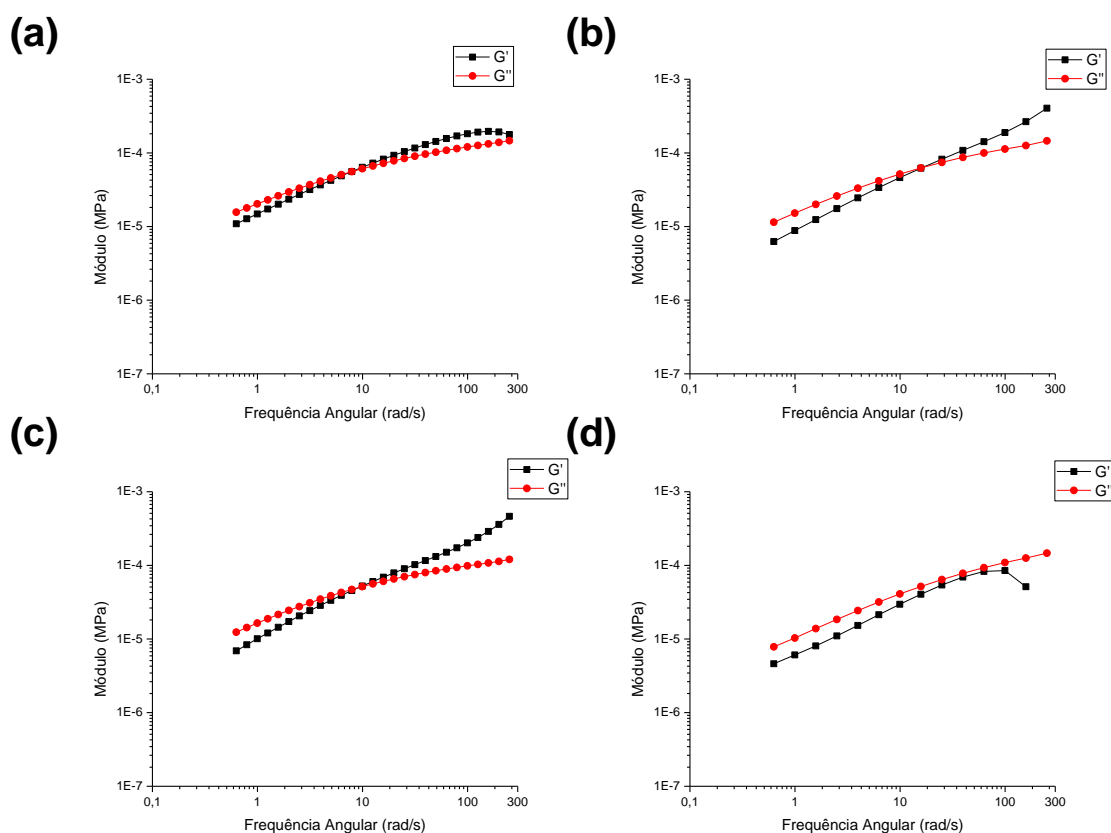 (a)
G'
G''
1E-3
1E-4
1E-5
1E-6
1E-7
Módulo (MPa)
0,1 1 10 100 300
Frequência Angular (rad/s)
(b)
G'
G''
1E-3
1E-4
1E-5
1E-6
1E-7
Módulo (MPa)
0,1 1 10 100 300
Frequência Angular (rad/s)
(c)
G'
G''
1E-3
1E-4
1E-5
1E-6
1E-7
Módulo (MPa)
0,1 1 10 100 300
Frequência Angular (rad/s)
(d)
G'
G''
1E-3
1E-4
1E-5
1E-6
1E-7
Módulo (MPa)
0,1 1 10 100 300
Frequência Angular (rad/s)